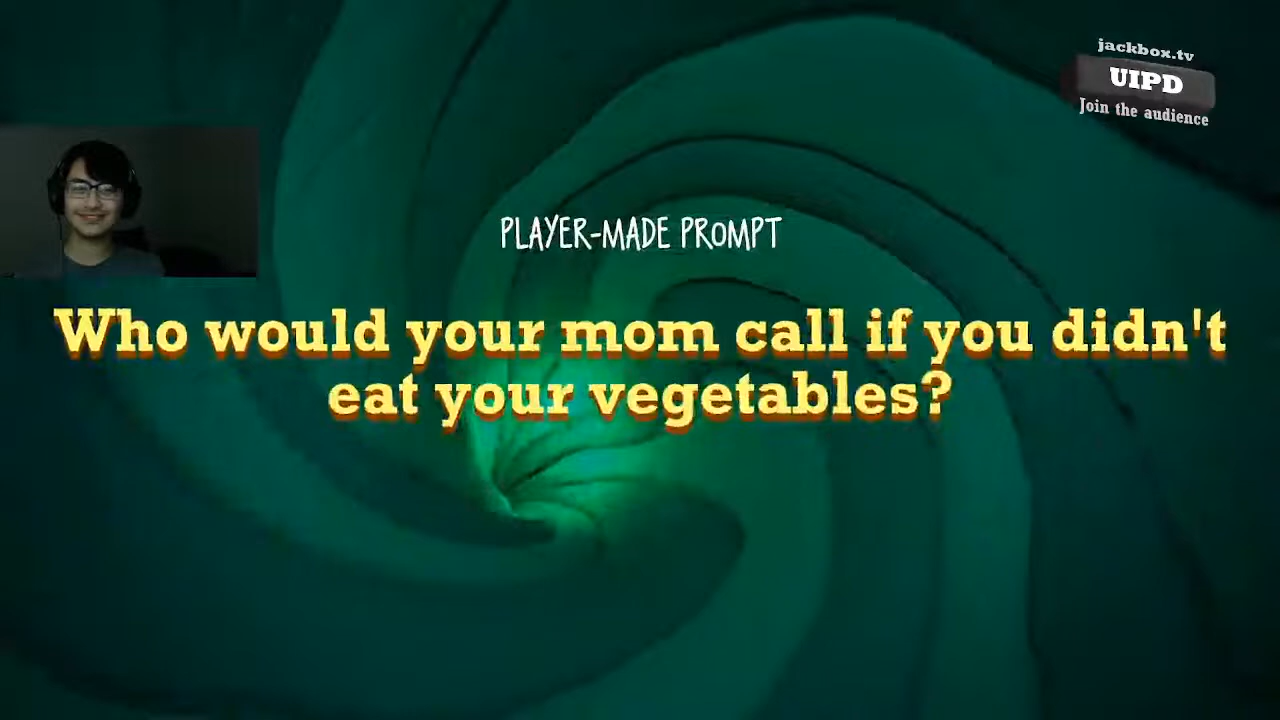 jackbox.tv
UIPD
Join the audience
PLAYER-MADE PROMPT
Who would your mom call if you didn't
eat your vegetables?